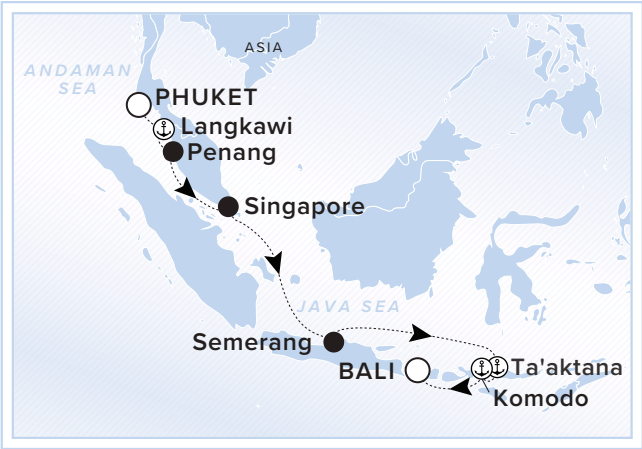 ASIA
ANDAMAN
SEA
PHUKET
Langkawi
Penang
Singapore
JAVA SEA
Semerang
BALI
Ta'aktana
Komodo